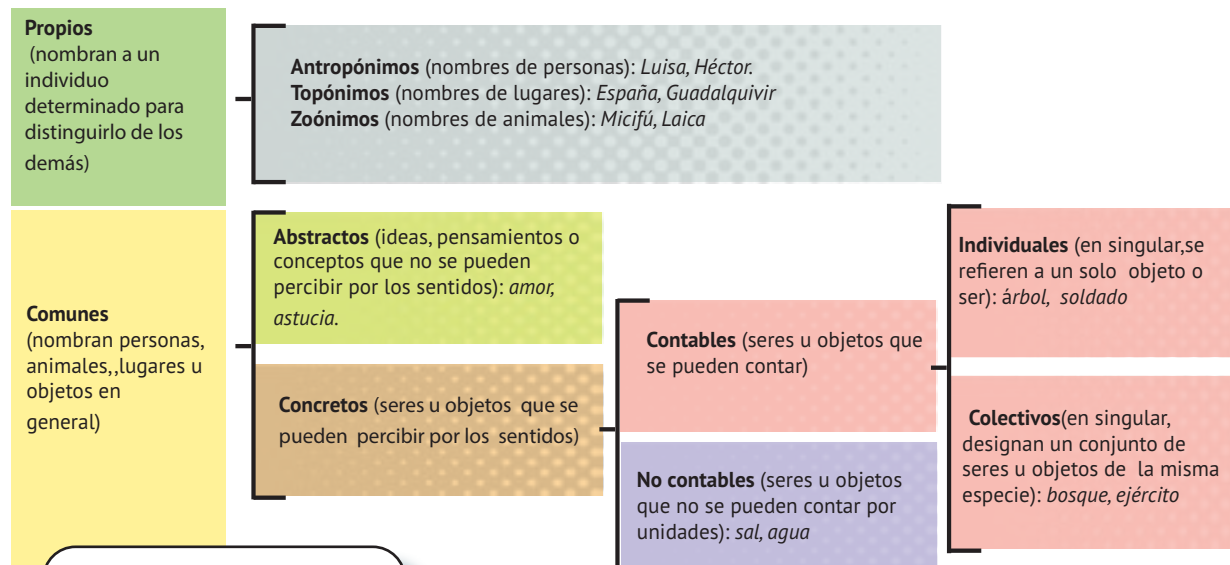 Propios
(nombran a un
individuo
determinado para
distinguirlo de los
demás)
Antropónimos (nombres de personas): Luisa, Héctor.
Topónimos (nombres de lugares): España, Guadalquivir
Zoónimos (nombres de animales): Micifú, Laica
Comunes
(nombran personas,
animales,,lugares u
objetos en
general)
Abstractos (ideas, pensamientos o
conceptos que no se pueden
percibir por los sentidos): amor,
astucia.
Concretos (seres u objetos que se
pueden percibir por los sentidos)
Contables (seres u objetos que
se pueden contar)
No contables (seres u objetos
que no se pueden contar por
unidades): sal, agua
Individuales (en singular,se
refieren a un solo objeto o
ser): árbol, soldado
Colectivos(en singular,
designan un conjunto de
seres u objetos de la misma
especie): bosque, ejército